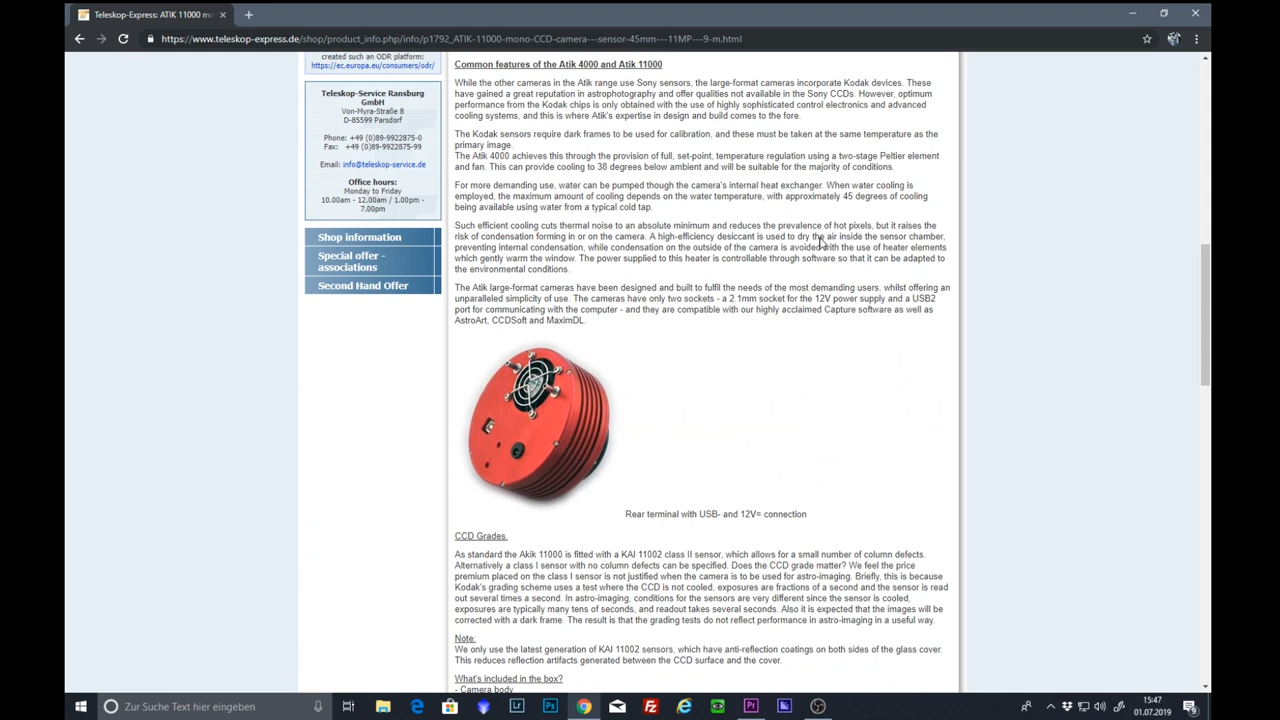 Teleskop-Express: ATIK 11000 mo
https://www.teleskop-express.de/shop/product_info.php/info/p1792_ATIK-11000-mono-CCD-camera---sensor-45mm---11MP---9-m.html
created such an ODR platform:
https://ec.europa.eu/consumers/odr/
Teleskop-Service Ransburg
GmbH
Von-Myra-Straße 8
D-85599 Parsdorf
Phone: +49 (0)89-9922875-0
Fax: +49 (0)89-9922875-99
Email: info@teleskop-service.de
Office hours:
Monday to Friday
10.00am - 12.00am / 1.00pm -
7.00pm
Shop information
Special offer -
associations
Second Hand Offer
Common features of the Atik 4000 and Atik 11000
While the other cameras in the Atik range use Sony sensors, the large-format cameras incorporate Kodak devices. These
have gained a great reputation in astrophotography and offer qualities not available in the Sony CCDs. However, optimum
performance from the Kodak chips is only obtained with the use of highly sophisticated control electronics and advanced
cooling systems, and this is where Atik's expertise in design and build comes to the fore.
The Kodak sensors require dark frames to be used for calibration, and these must be taken at the same temperature as the
primary image.
The Atik 4000 achieves this through the provision of full, set-point, temperature regulation using a two-stage Peltier element
and fan. This can provide cooling to 38 degrees below ambient and will be suitable for the majority of conditions.
For more demanding use, water can be pumped though the camera's internal heat exchanger. When water cooling is
employed, the maximum amount of cooling depends on the water temperature, with approximately 45 degrees of cooling
being available using water from a typical cold tap.
Such efficient cooling cuts thermal noise to an absolute minimum and reduces the prevalence of hot pixels, but it raises the
risk of condensation forming in or on the camera. A high-efficiency desiccant is used to dry the air inside the sensor chamber,
preventing internal condensation, while condensation on the outside of the camera is avoided with the use of heater elements
which gently warm the window. The power supplied to this heater is controllable through software so that it can be adapted to
the environmental conditions.
The Atik large-format cameras have been designed and built to fulfil the needs of the most demanding users, whilst offering an
unparalleled simplicity of use. The cameras have only two sockets - a 2.1mm socket for the 12V power supply and a USB2
port for communicating with the computer - and they are compatible with our highly acclaimed Capture software as well as
AstroArt, CCDSoft and MaximDL.
Rear terminal with USB- and 12V= connection
CCD Grades.
As standard the Akik 11000 is fitted with a KAI 11002 class II sensor, which allows for a small number of column defects.
Alternatively a class I sensor with no column defects can be specified. Does the CCD grade matter? We feel the price
premium placed on the class I sensor is not justified when the camera is to be used for astro-imaging. Briefly, this is because
Kodak's grading scheme uses a test where the CCD is not cooled, exposures are fractions of a second and the sensor is read
out several times a second. In astro-imaging, conditions for the sensors are very different since the sensor is cooled,
exposures are typically many tens of seconds, and readout takes several seconds. Also it is expected that the images will be
corrected with a dark frame. The result is that the grading tests do not reflect performance in astro-imaging in a useful way.
Note:
We only use the latest generation of KAI 11002 sensors, which have anti-reflection coatings on both sides of the glass cover.
This reduces reflection artifacts generated between the CCD surface and the cover.
What's included in the box?
- Camera body
Zur Suche Text hier eingeben
15:47
01.07.2019